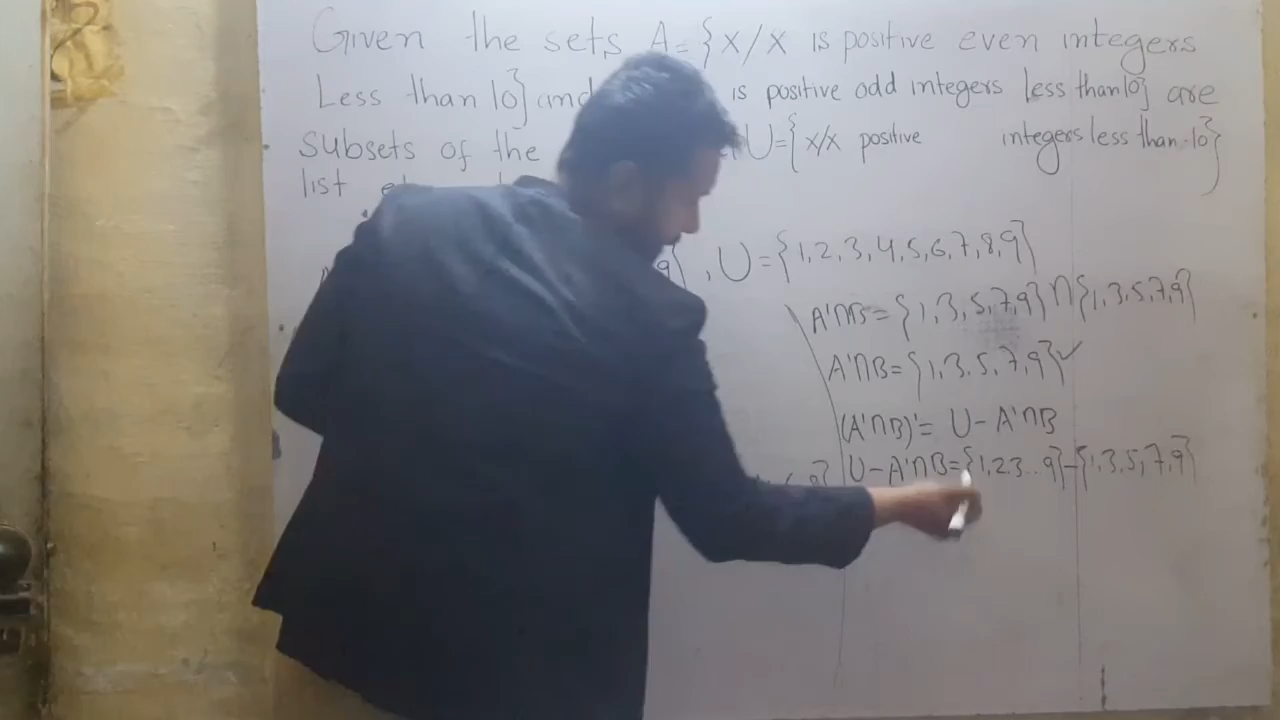 Given the sets A= {x/x is positive even integers
Less than 10} and is positive odd integers less than 10} are
subsets of the U={x/x positive integers less than 10}
list
9} , U={1,2,3,4,5,6,7,8,9}
A'∩B={1,3,5,7,9}∩{1,3,5,7,9}
A'∩B={1,3,5,7,9}✓
(A'∩B)'= U-A'∩B
U-A'∩B={1,2,3...9}-{1,3,5,7,9}